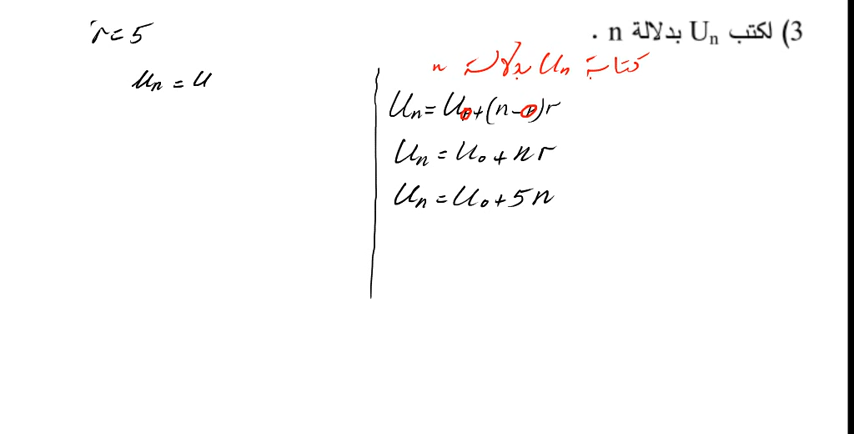 3) لكتب Uₙ بدلالة n .
كتابة Uₙ بدلالة n
r = 5
Uₙ = U
Uₙ = U₀ + (n - 0)r
Uₙ = U₀ + nr
Uₙ = U₀ + 5n